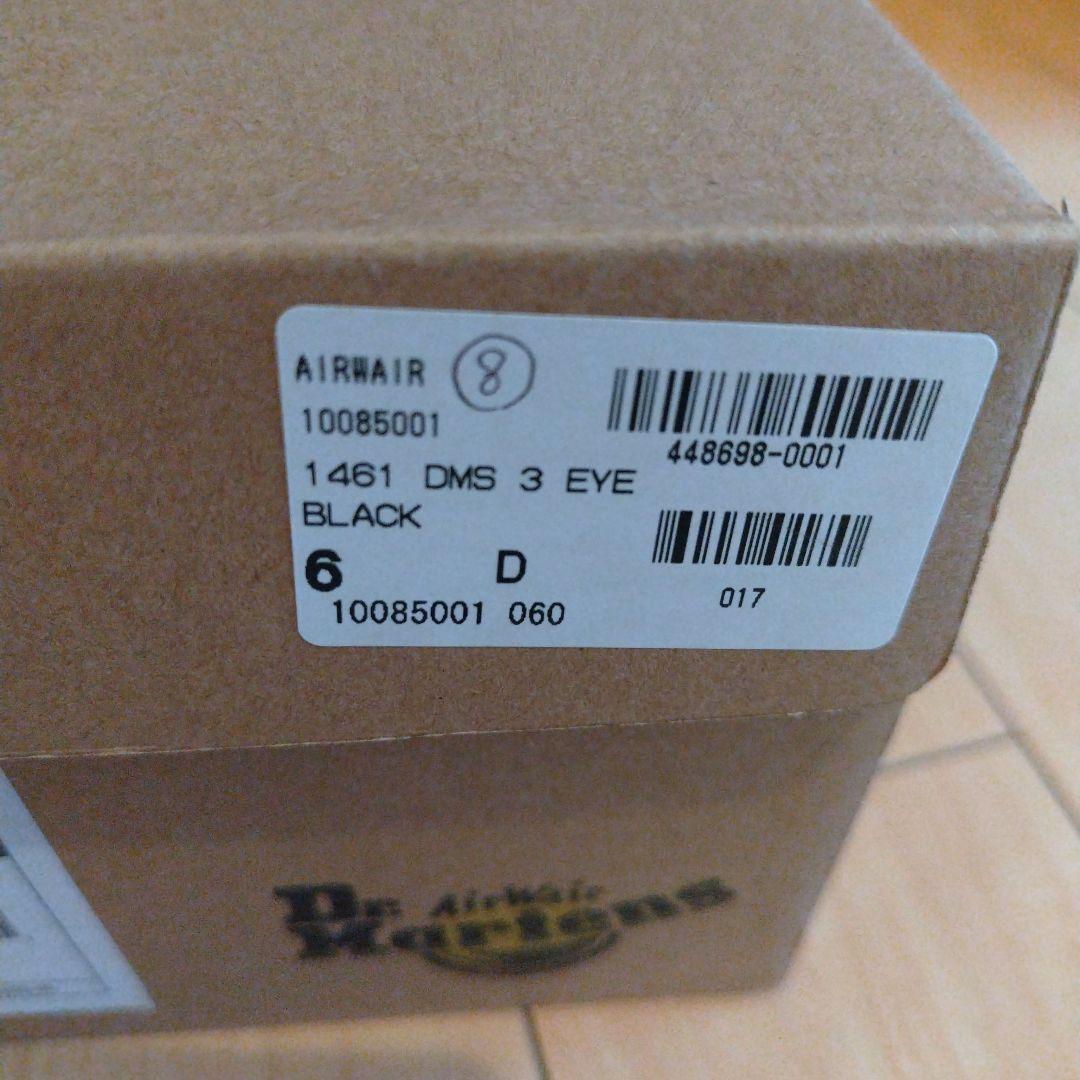 AIRWAIR 8
10085001
448698-0001
1461 DMS 3 EYE
BLACK
6 D
017
10085001 060
Dr. AirWair
Martens